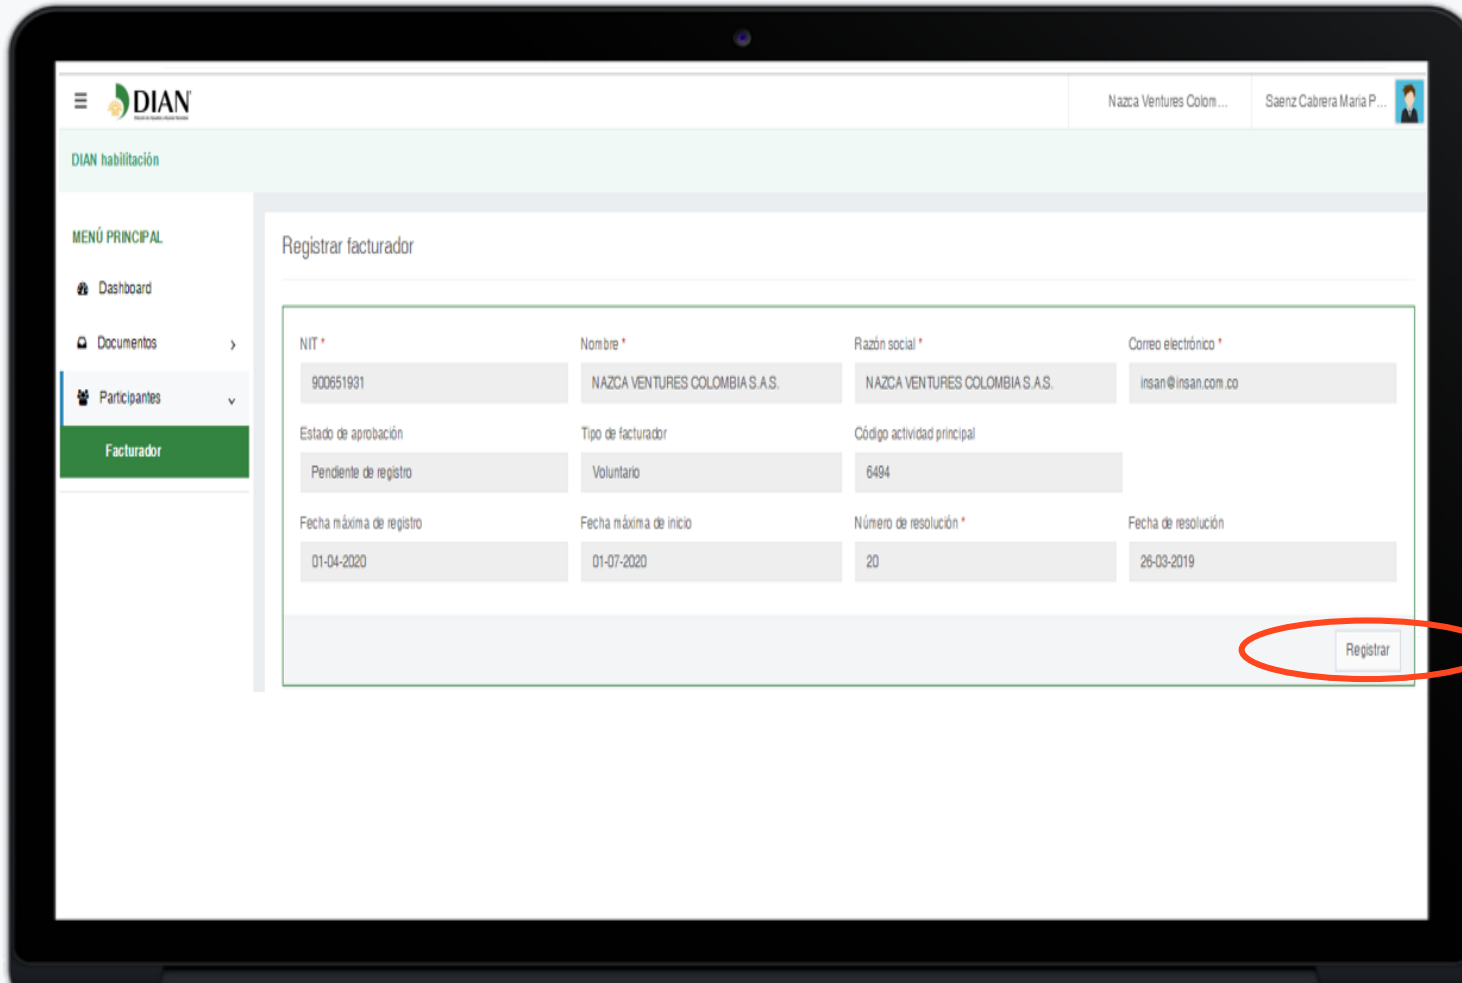 DIAN
Nazca Ventures Colom...
Saenz Cabrera Maria P...
DIAN habilitación
MENÚ PRINCIPAL
Dashboard
Documentos
Participantes
Facturador
Registrar facturador
NIT *
Nombre *
Razón social *
Correo electrónico *
900651931
NAZCA VENTURES COLOMBIA S.A.S.
NAZCA VENTURES COLOMBIA S.A.S.
insan@insan.com.co
Estado de aprobación
Tipo de facturador
Código actividad principal
Pendiente de registro
Voluntario
6494
Fecha máxima de registro
Fecha máxima de inicio
Número de resolución *
Fecha de resolución
01-04-2020
01-07-2020
20
26-03-2019
Registrar